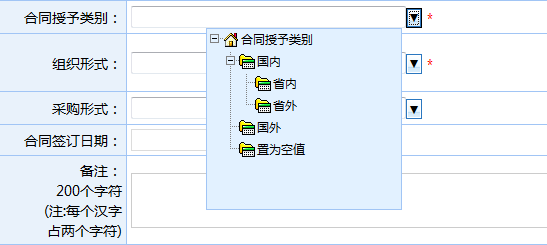 合同授予类别： *
合同授予类别
国内
组织形式： *
省内
省外
采购形式：
国外
合同签订日期：
置为空值
备注：
200个字符
(注:每个汉字
占两个字符)